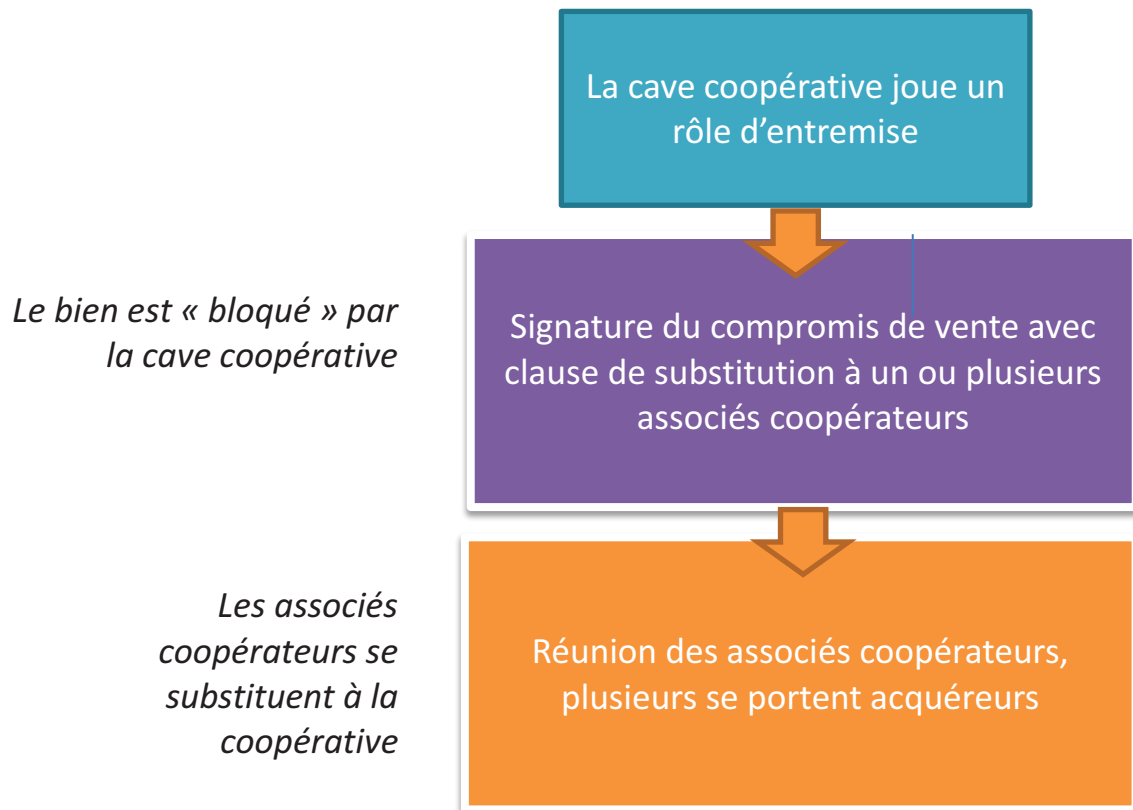 La cave coopérative joue un
rôle d’entremise
Le bien est « bloqué » par
la cave coopérative
Signature du compromis de vente avec
clause de substitution à un ou plusieurs
associés coopérateurs
Les associés
coopérateurs se
substituent à la
coopérative
Réunion des associés coopérateurs,
plusieurs se portent acquéreurs